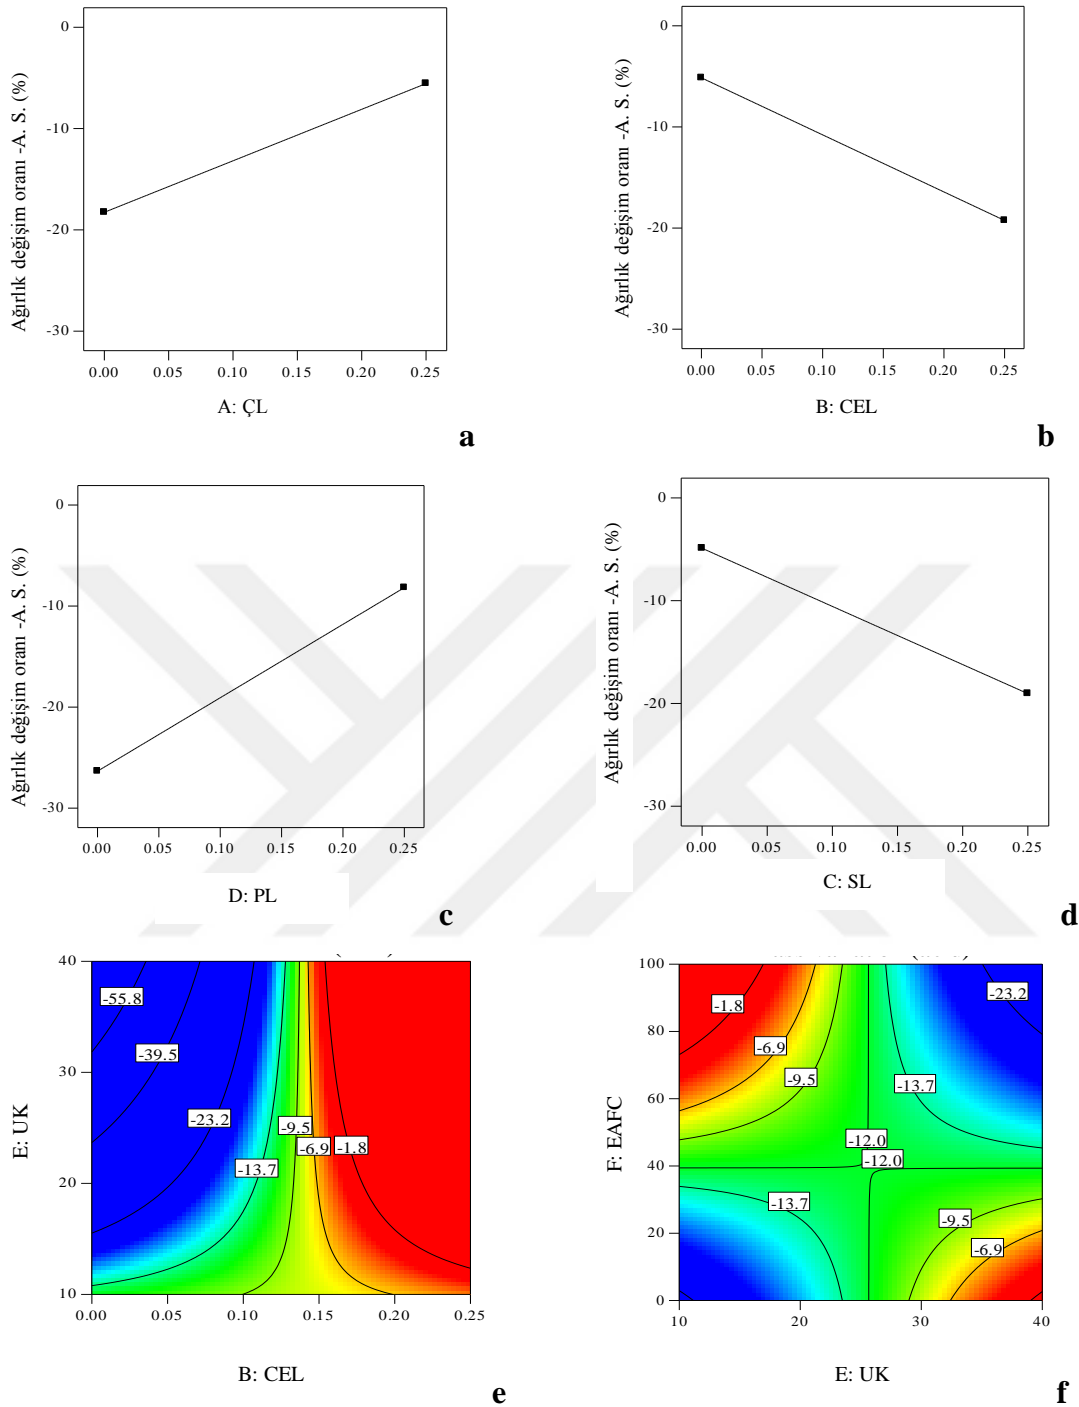 0
-10
-20
-30
Ağırlık değişim oranı -A. S. (%)
0.00 0.05 0.10 0.15 0.20 0.25
A: ÇL
a
0
-10
-20
-30
Ağırlık değişim oranı -A. S. (%)
0.00 0.05 0.10 0.15 0.20 0.25
B: CEL
b
0
-10
-20
-30
Ağırlık değişim oranı -A. S. (%)
0.00 0.05 0.10 0.15 0.20 0.25
D: PL
c
0
-10
-20
-30
Ağırlık değişim oranı -A. S. (%)
0.00 0.05 0.10 0.15 0.20 0.25
C: SL
d
40
30
20
10
E: UK
-55.8
-39.5
-23.2
-9.5
-6.9 -1.8
-13.7
0.00 0.05 0.10 0.15 0.20 0.25
B: CEL
e
100
80
60
40
20
0
F: EAFC
-23.2
-1.8
-6.9
-9.5
-13.7
-12.0
-12.0
-13.7
-9.5
-6.9
10 20 30 40
E: UK
f